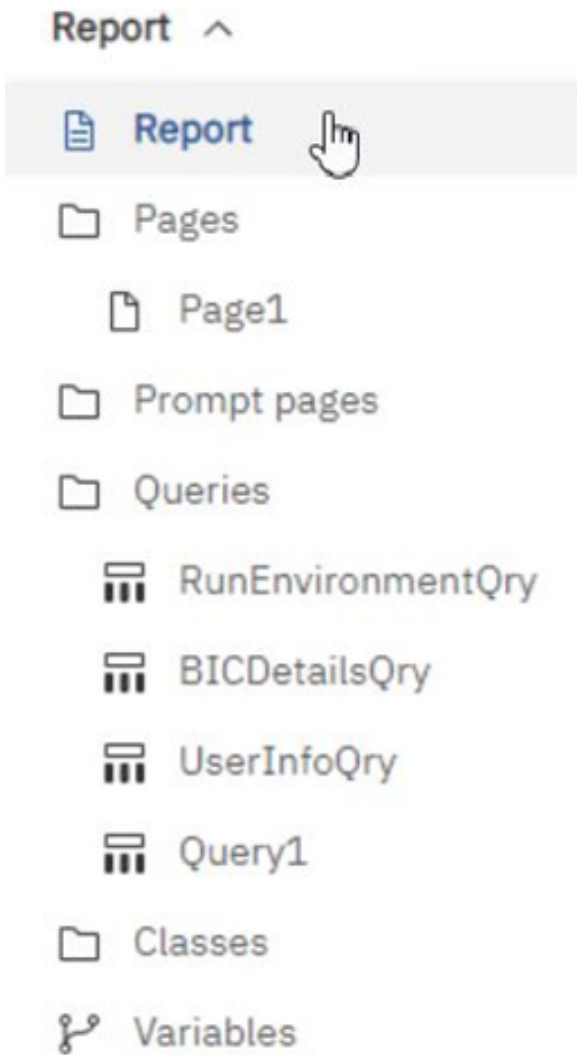 Report
Report
Pages
Page1
Prompt pages
Queries
RunEnvironmentQry
BICDetailsQry
UserInfoQry
Query1
Classes
Variables